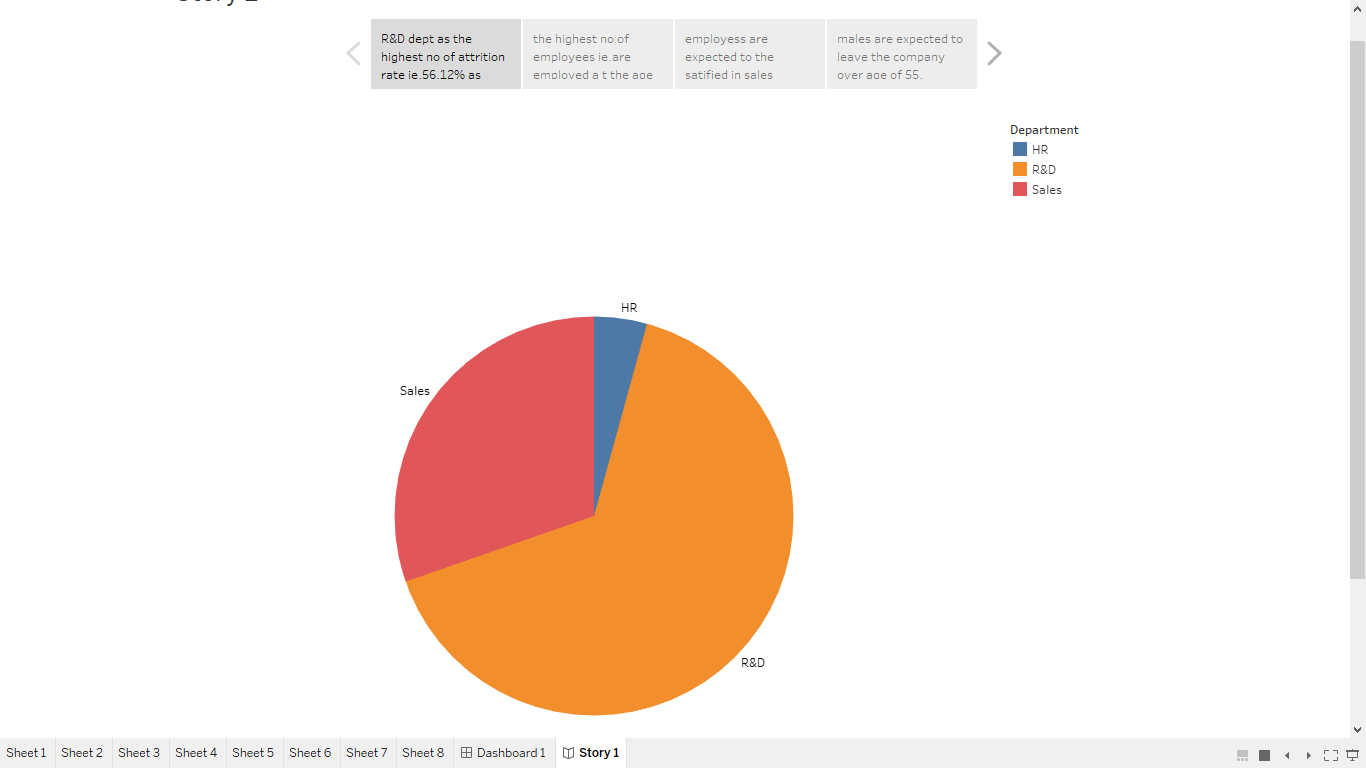 R&D dept as the
highest no of attrition
rate ie.56.12% as
the highest no of
employees ie.are
employed a t the age
employess are
expected to the
satified in sales
males are expected to
leave the company
over age of 55.
Department
HR
R&D
Sales
HR
Sales
R&D
Sheet 1 Sheet 2 Sheet 3 Sheet 4 Sheet 5 Sheet 6 Sheet 7 Sheet 8 Dashboard 1 Story 1